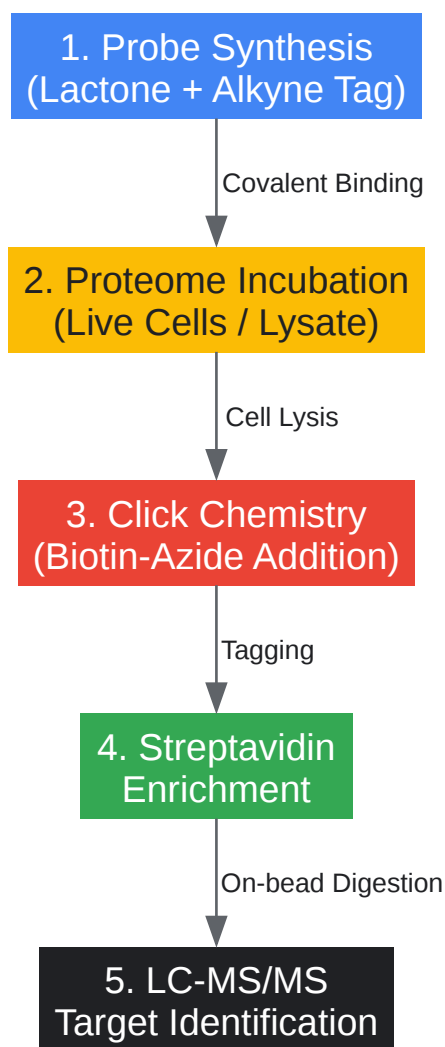 1. Probe Synthesis
(Lactone + Alkyne Tag)
Covalent Binding
2. Proteome Incubation
(Live Cells / Lysate)
Cell Lysis
3. Click Chemistry
(Biotin-Azide Addition)
Tagging
4. Streptavidin
Enrichment
On-bead Digestion
5. LC-MS/MS
Target Identification